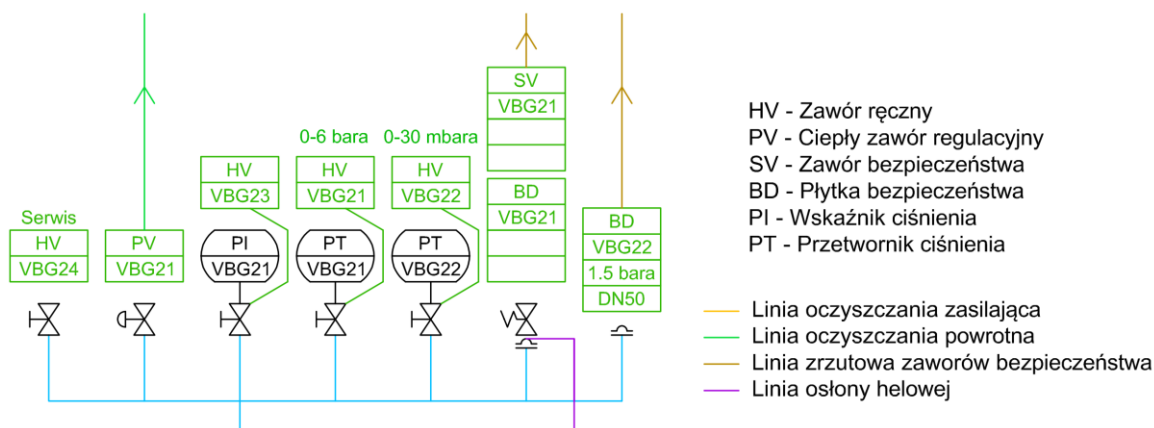 Serwis
HV
VBG24
PV
VBG21
HV
VBG23
PI
VBG21
0-6 bara
HV
VBG21
PT
VBG21
0-30 mbara
HV
VBG22
PT
VBG22
SV
VBG21
BD
VBG21
BD
VBG22
1.5 bara
DN50
HV - Zawór ręczny
PV - Ciepły zawór regulacyjny
SV - Zawór bezpieczeństwa
BD - Płytka bezpieczeństwa
PI - Wskaźnik ciśnienia
PT - Przetwornik ciśnienia
Linia oczyszczania zasilająca
Linia oczyszczania powrotna
Linia zrzutowa zaworów bezpieczeństwa
Linia osłony helowej